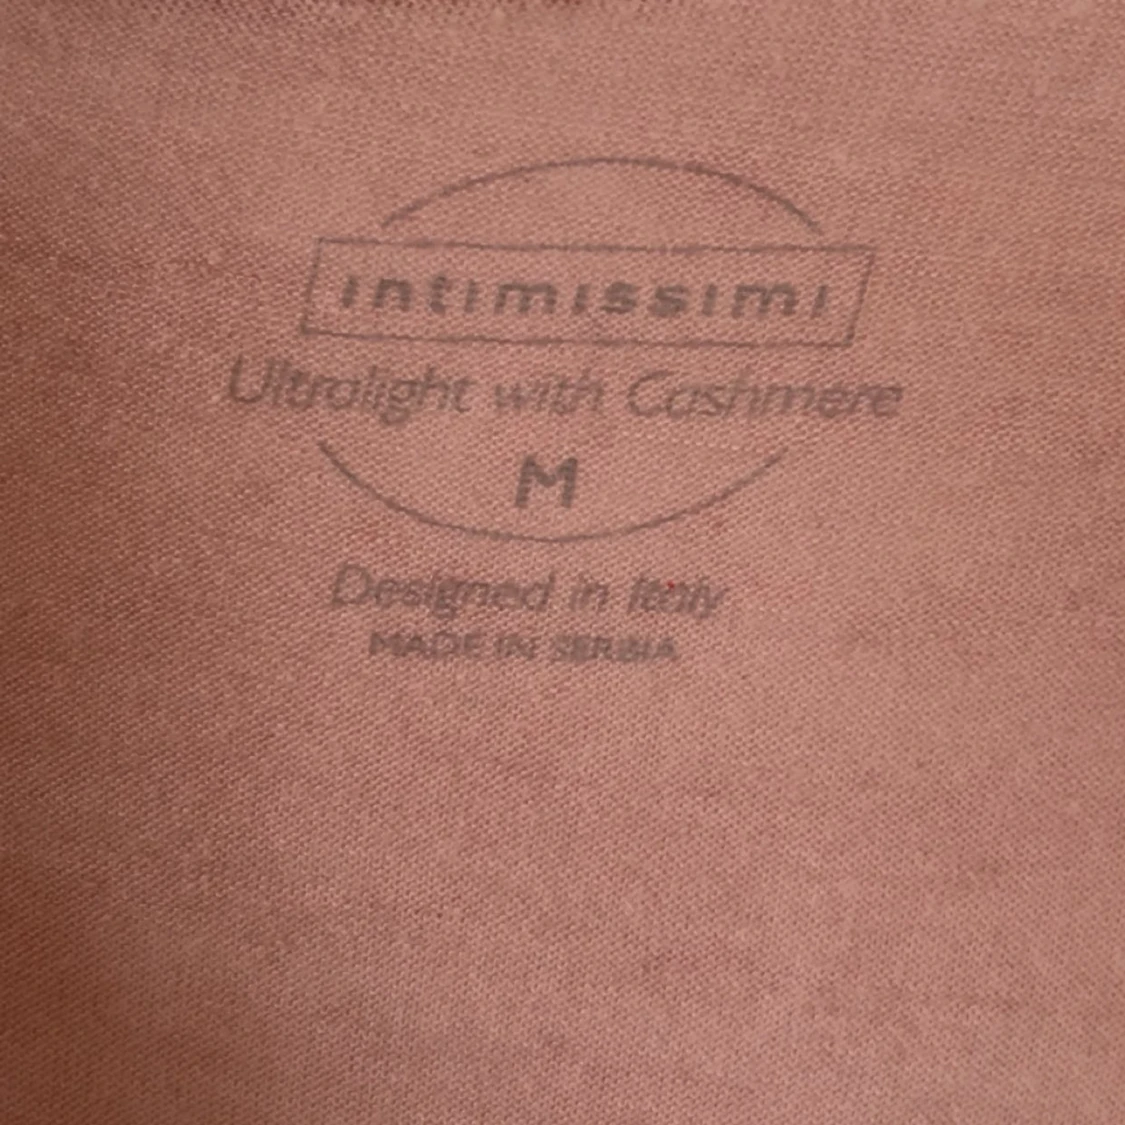 intimissimi
Ultralight with Cashmere
M
Designed in Italy
MADE IN SERBIA